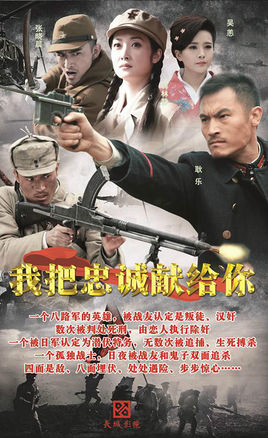 张晓晨
吴恙
耿乐
我把忠诚献给你
一个八路军的英雄，被战友认定是叛徒、汉奸
数次被判处死刑，由恋人执行除奸
一个被日军认定为潜伏特务，无数次被追捕、生死搏杀
一个孤独战士，日夜被战友和鬼子双面追杀
四面是敌、八面埋伏、处处遇险、步步惊心……
长城影视